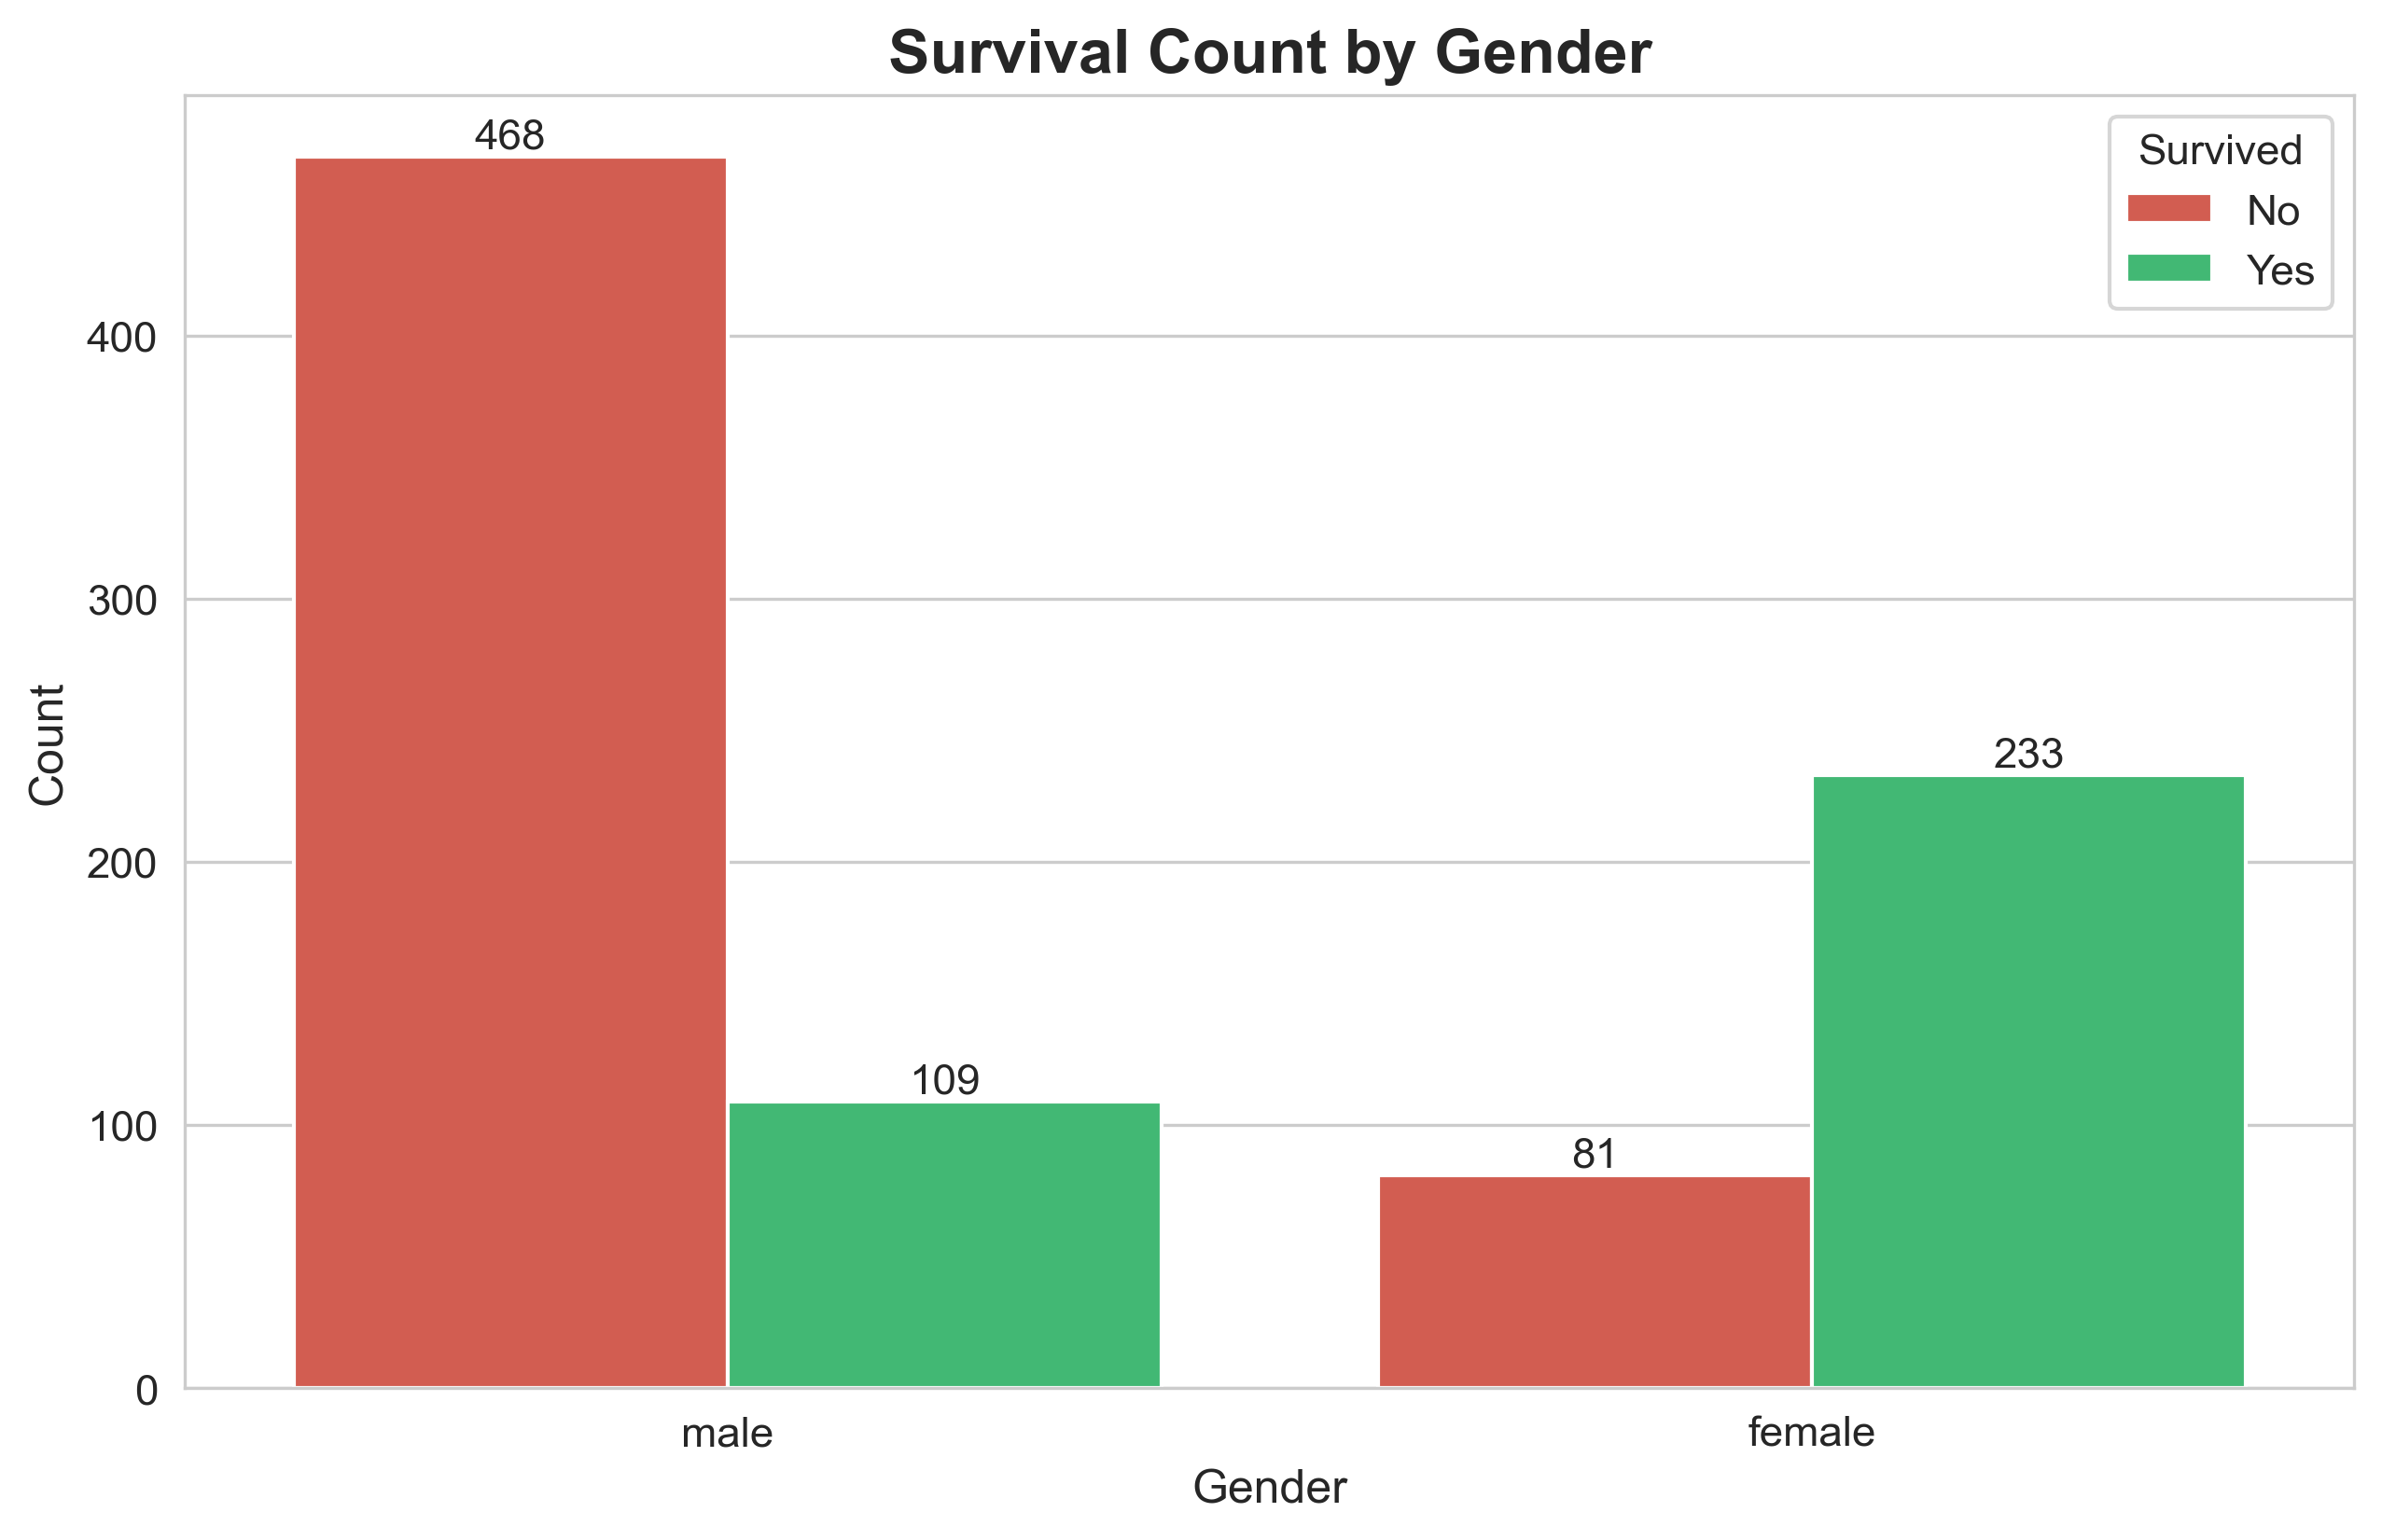 Survival Count by Gender
Survived
No
Yes
Count
400
300
200
100
0
468
109
81
233
male
female
Gender